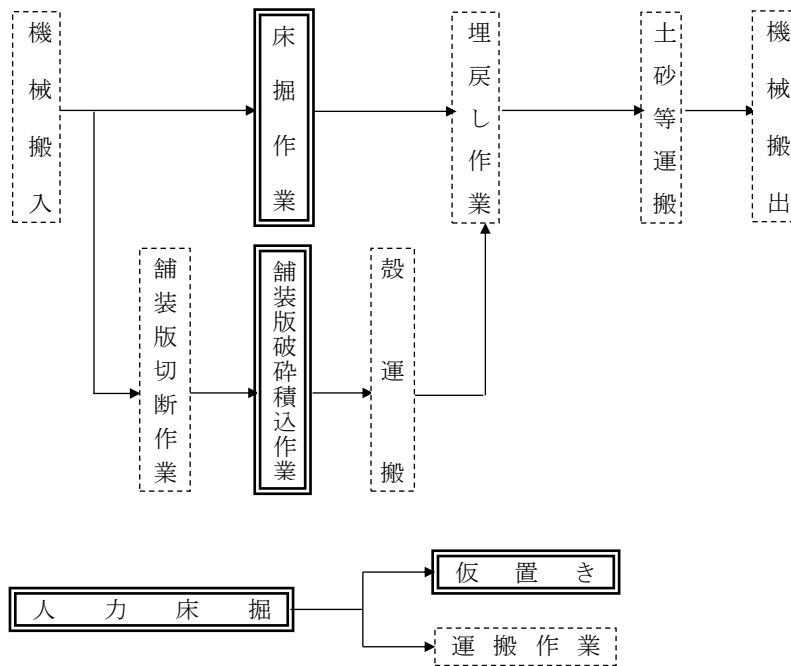 機械搬入
床掘作業
埋戻し作業
土砂等運搬
機械搬出
舗装版切断作業
舗装版破砕積込作業
殻運搬
人力床掘
仮置き
運搬作業